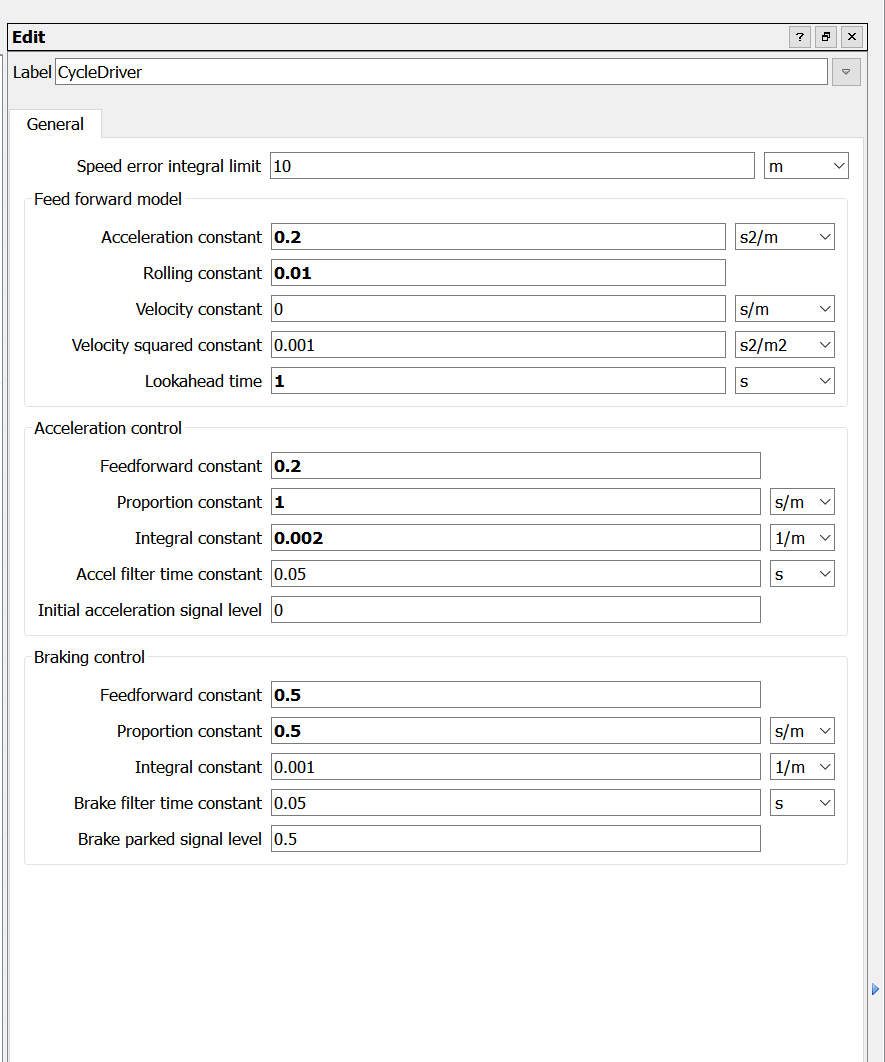 Edit
Label CycleDriver
General
Speed error integral limit 10 m
Feed forward model
Acceleration constant 0.2 s2/m
Rolling constant 0.01
Velocity constant 0 s/m
Velocity squared constant 0.001 s2/m2
Lookahead time 1 s
Acceleration control
Feedforward constant 0.2
Proportion constant 1 s/m
Integral constant 0.002 1/m
Accel filter time constant 0.05 s
Initial acceleration signal level 0
Braking control
Feedforward constant 0.5
Proportion constant 0.5 s/m
Integral constant 0.001 1/m
Brake filter time constant 0.05 s
Brake parked signal level 0.5